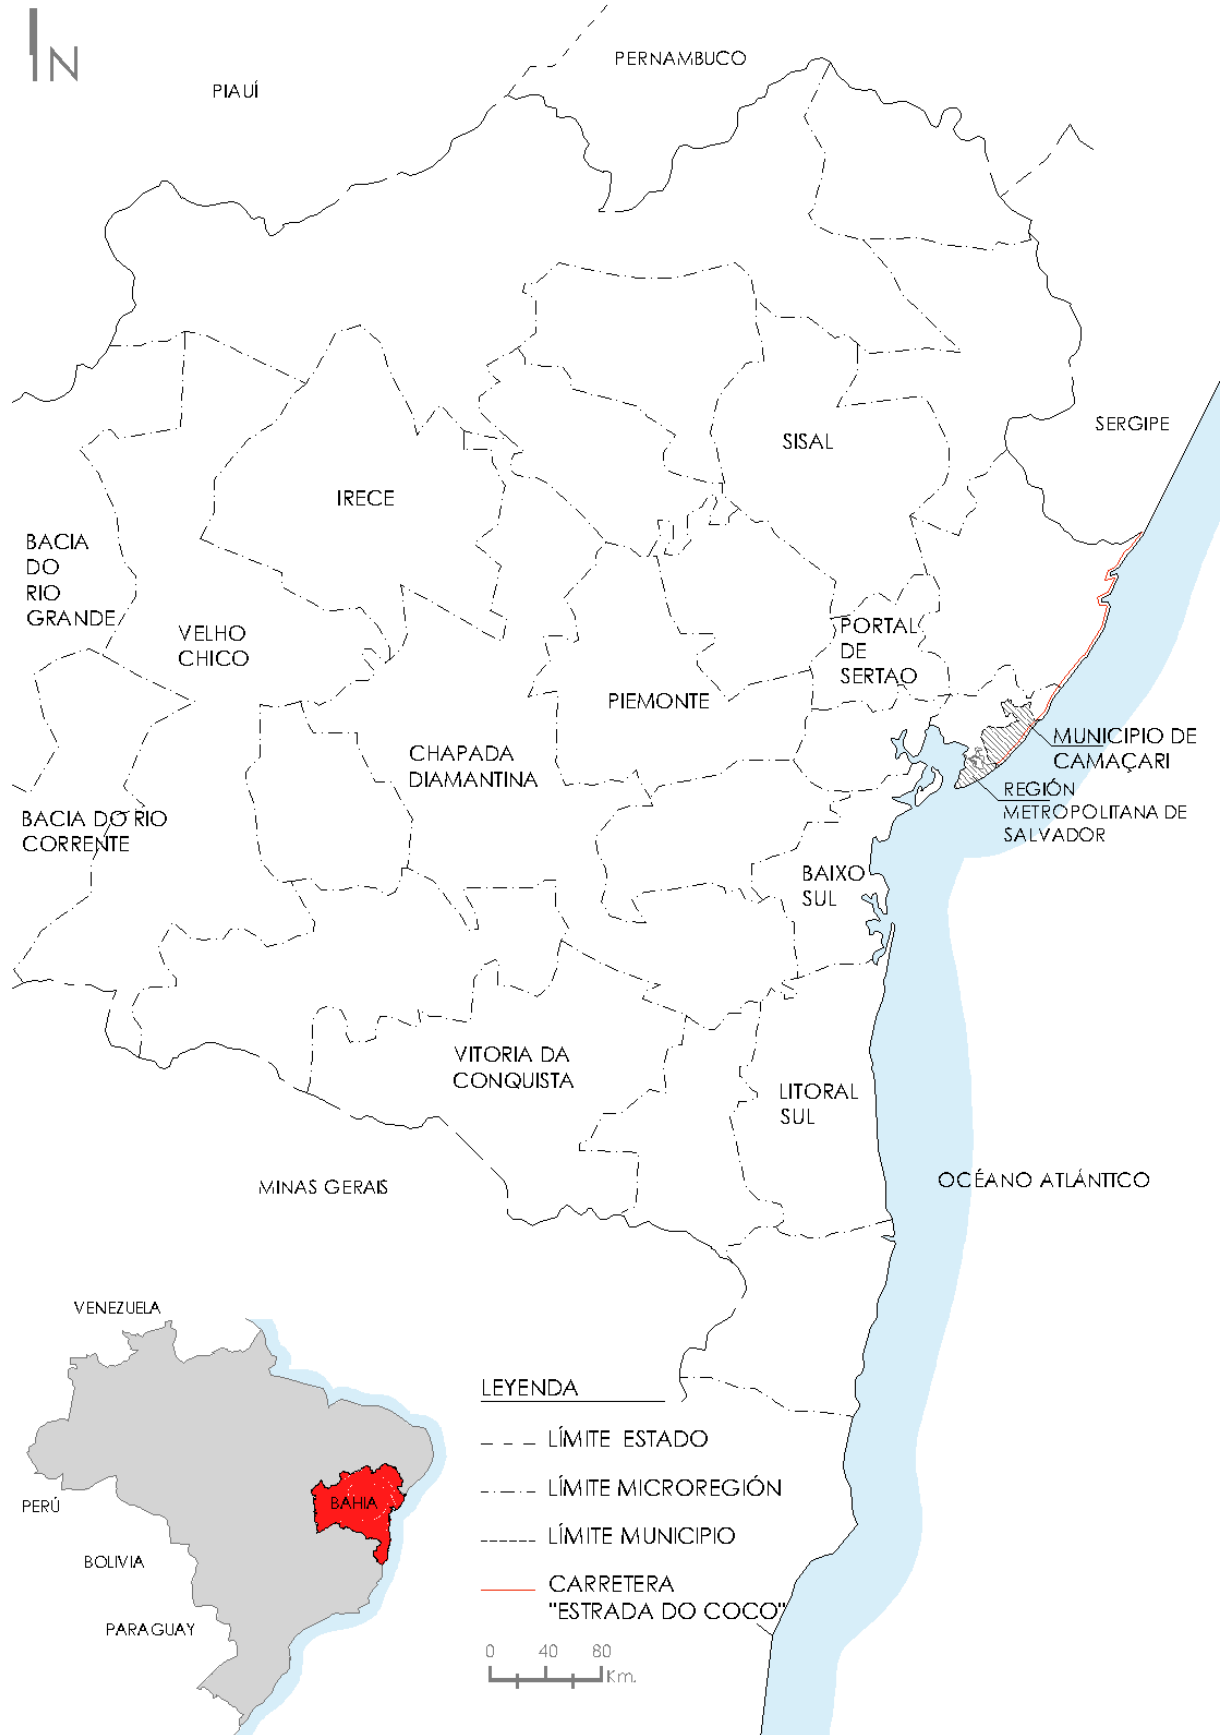 N
PIAUÍ
PERNAMBUCO
SERGIPE
SISAL
IRECE
BACIA
DO
RIO
GRANDE
VELHO
CHICO
PORTAL
DE
SERTAO
PIEMONTE
CHAPADA
DIAMANTINA
MUNICIPIO DE
CAMAÇARI
REGIÓN
METROPOLITANA DE
SALVADOR
BACIA DO RIO
CORRENTE
BAIXO
SUL
VITORIA DA
CONQUISTA
LITORAL
SUL
MINAS GERAIS
OCÉANO ATLÁNTTCO
VENEZUELA
BAHIA
PERÚ
BOLIVIA
PARAGUAY
LEYENDA
LÍMITE ESTADO
LÍMITE MICROREGIÓN
LÍMITE MUNICIPIO
CARRETERA
"ESTRADA DO COCO"
0 40 80
Km.